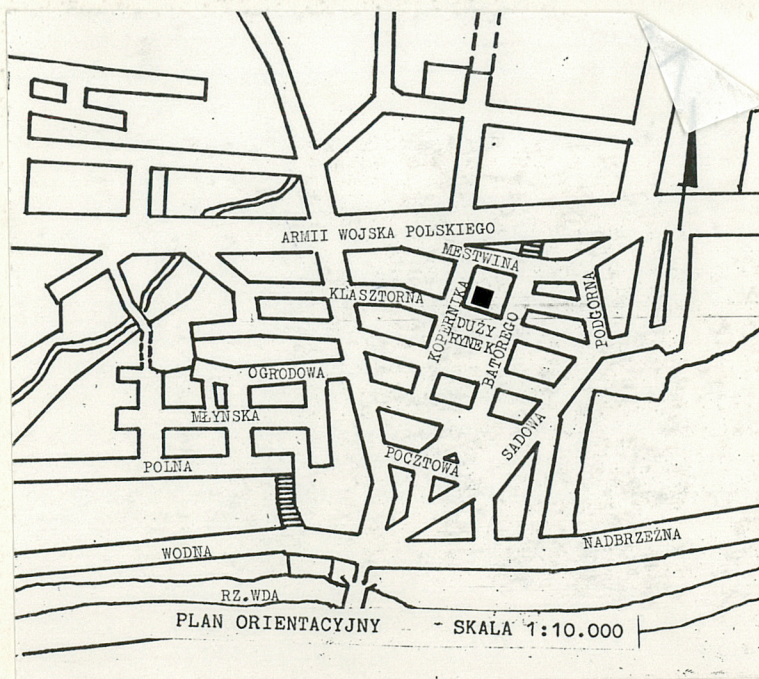 ARMII WOJSKA POLSKIEGO
MESTWINA
KLASZTORNA
KOPERNIKA
DUŻY
RYNEK
BATOREGO
PODGÓRNA
OGRODOWA
MŁYŃSKA
SADOWA
POCZTOWA
POLNA
NADBRZEŻNA
WODNA
RZ.WDA
PLAN ORIENTACYJNY - SKALA 1:10.000